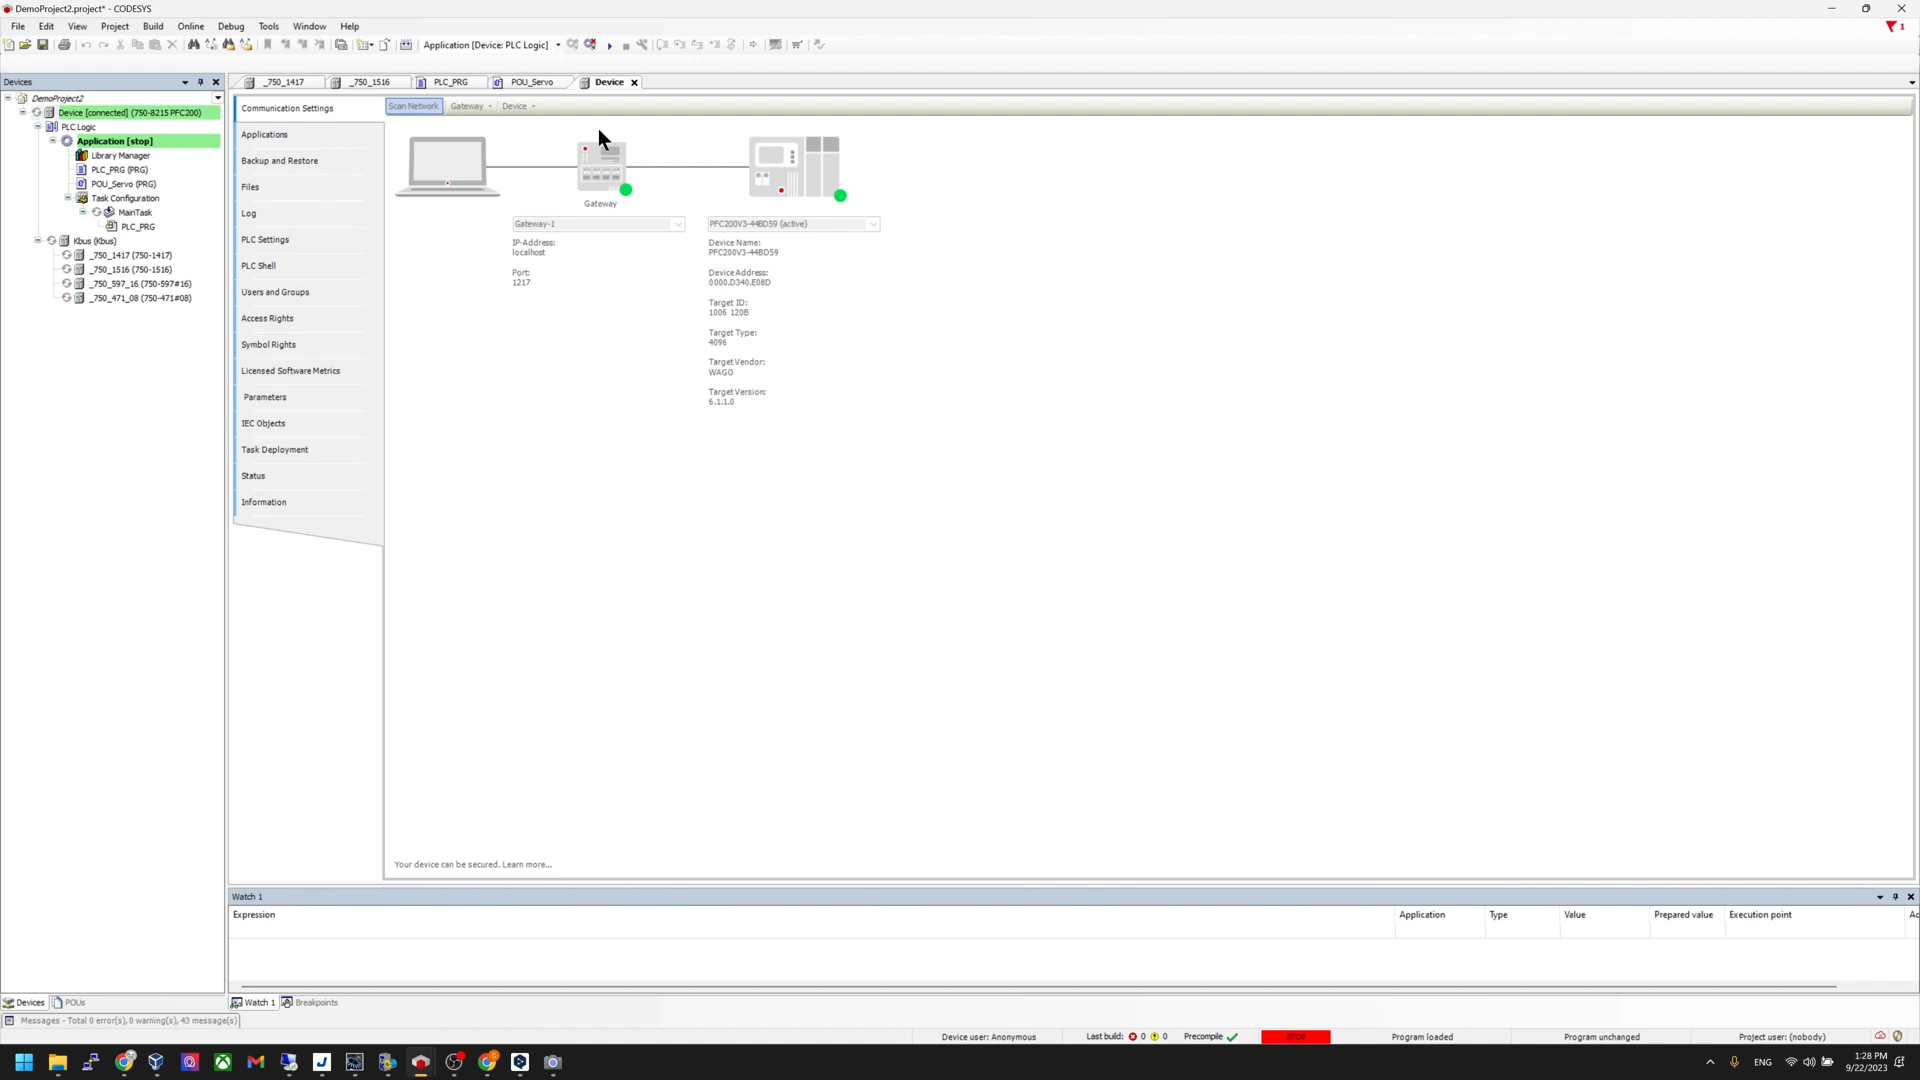 DemoProject2.project* - CODESYS
File Edit View Project Build Online Debug Tools Window Help
1
Application [Device: PLC Logic]
Devices
_750_1417 _750_1516 PLC_PRG POU_Servo Device
DemoProject2
Device [connected] (750-8215 PFC200)
PLC Logic
Application [stop]
Library Manager
PLC_PRG (PRG)
POU_Servo (PRG)
Task Configuration
MainTask
PLC_PRG
Kbus (Kbus)
_750_1417 (750-1417)
_750_1516 (750-1516)
_750_597_16 (750-597#16)
_750_471_08 (750-471#08)
Communication Settings
Applications
Backup and Restore
Files
Log
PLC Settings
PLC Shell
Users and Groups
Access Rights
Symbol Rights
Licensed Software Metrics
Parameters
IEC Objects
Task Deployment
Status
Information
Scan Network Gateway Device
Gateway
Gateway-1
IP-Address:
localhost
Port:
1217
PFC200V3-44BD59 (active)
Device Name:
PFC200V3-44BD59
Device Address:
0000.D340.E08D
Target ID:
1006 120B
Target Type:
4096
Target Vendor:
WAGO
Target Version:
6.1.1.0
Your device can be secured. Learn more...
Watch 1
Expression Application Type Value Prepared value Execution point Ac
Devices POUs
Watch 1 Breakpoints
Messages - Total 0 error(s), 0 warning(s), 43 message(s)
Device user: Anonymous Last build: 0 0 Precompile STOP Program loaded Program unchanged Project user: (nobody)
ENG
1:28 PM
9/22/2023